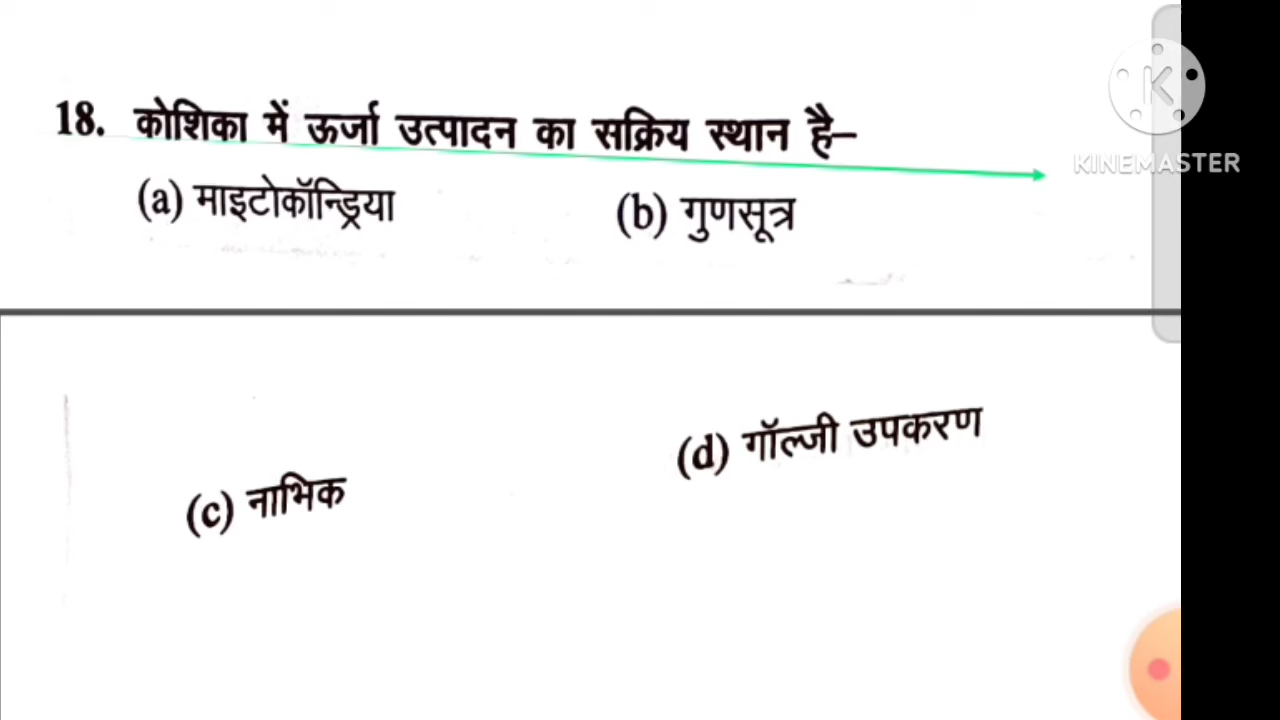 18. कोशिका में ऊर्जा उत्पादन का सक्रिय स्थान है–
(a) माइटोकॉन्ड्रिया (b) गुणसूत्र
(c) नाभिक (d) गॉल्जी उपकरण
KINEMASTER